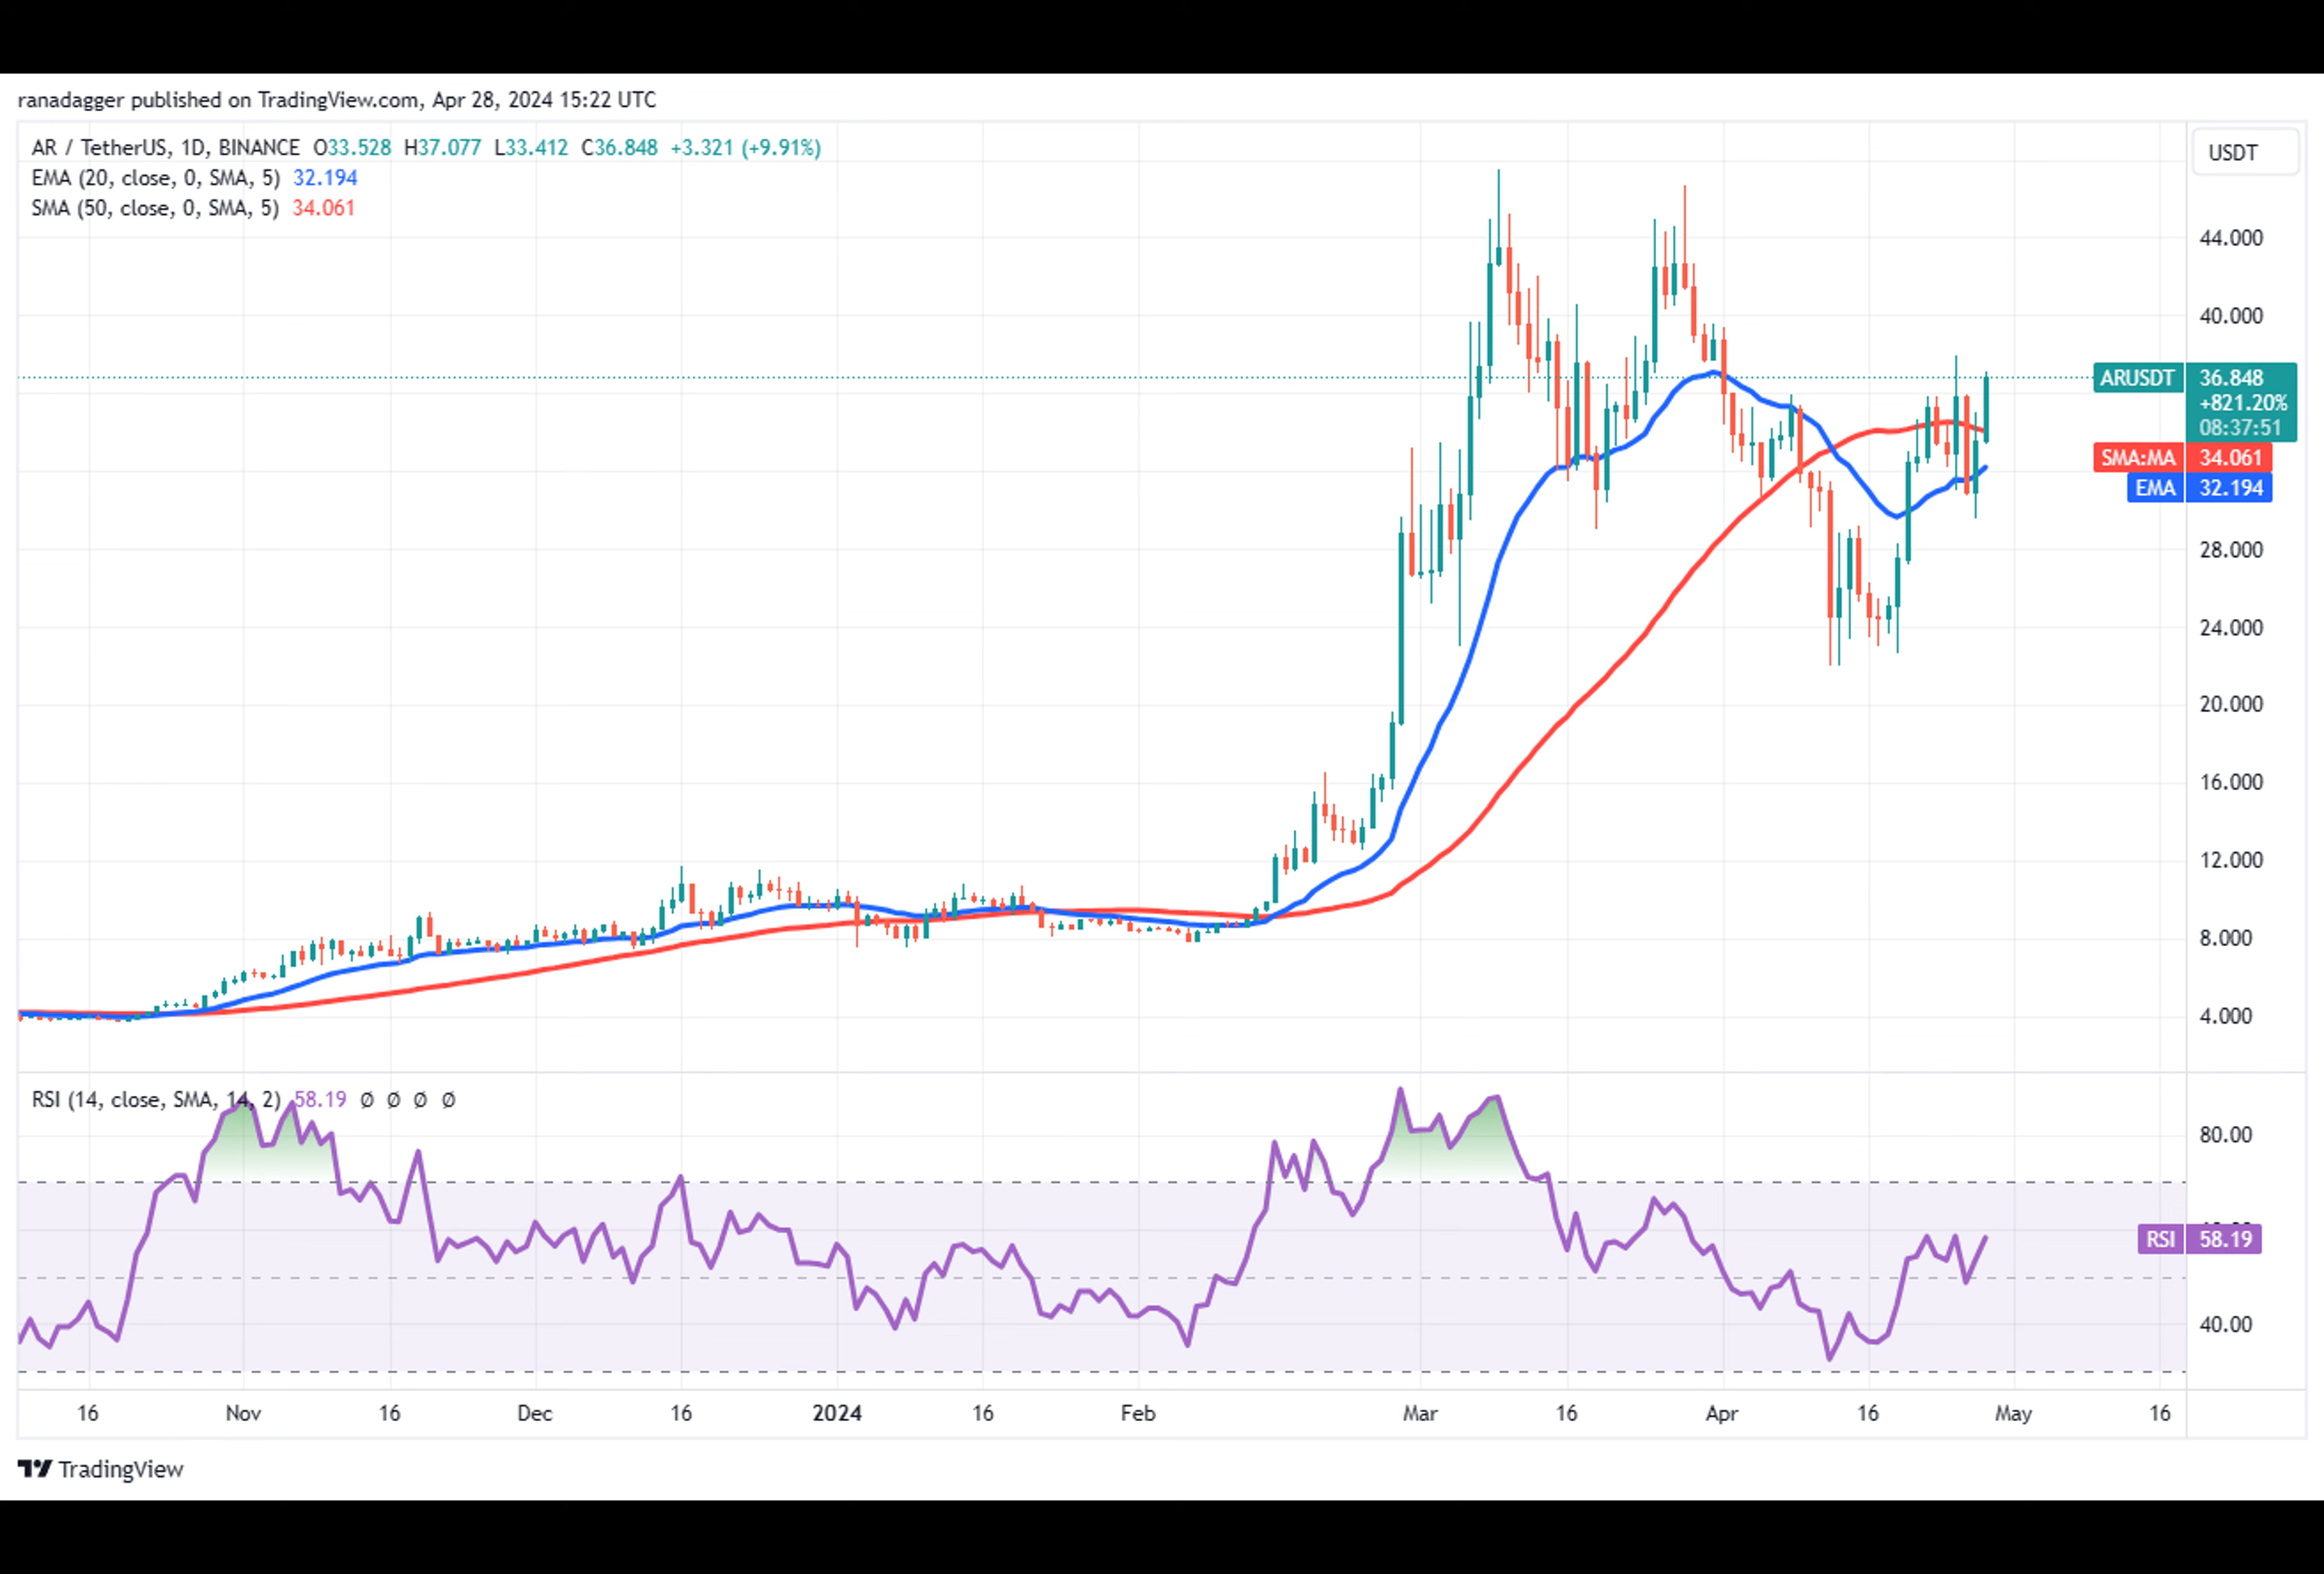 ranadagger published on TradingView.com, Apr 28, 2024 15:22 UTC
AR / TetherUS, 1D, BINANCE O33.528 H37.077 L33.412 C36.848 +3.321 (+9.91%)
EMA (20, close, 0, SMA, 5) 32.194
SMA (50, close, 0, SMA, 5) 34.061
USDT
44.000
40.000
ARUSDT 36.848
+821.20%
08:37:51
SMA:MA 34.061
EMA 32.194
28.000
24.000
20.000
16.000
12.000
8.000
4.000
RSI (14, close, SMA, 14, 2) 58.19 Ø Ø Ø Ø
80.00
RSI 58.19
40.00
16 Nov 16 Dec 16 2024 16 Feb Mar 16 Apr 16 May 16
TradingView